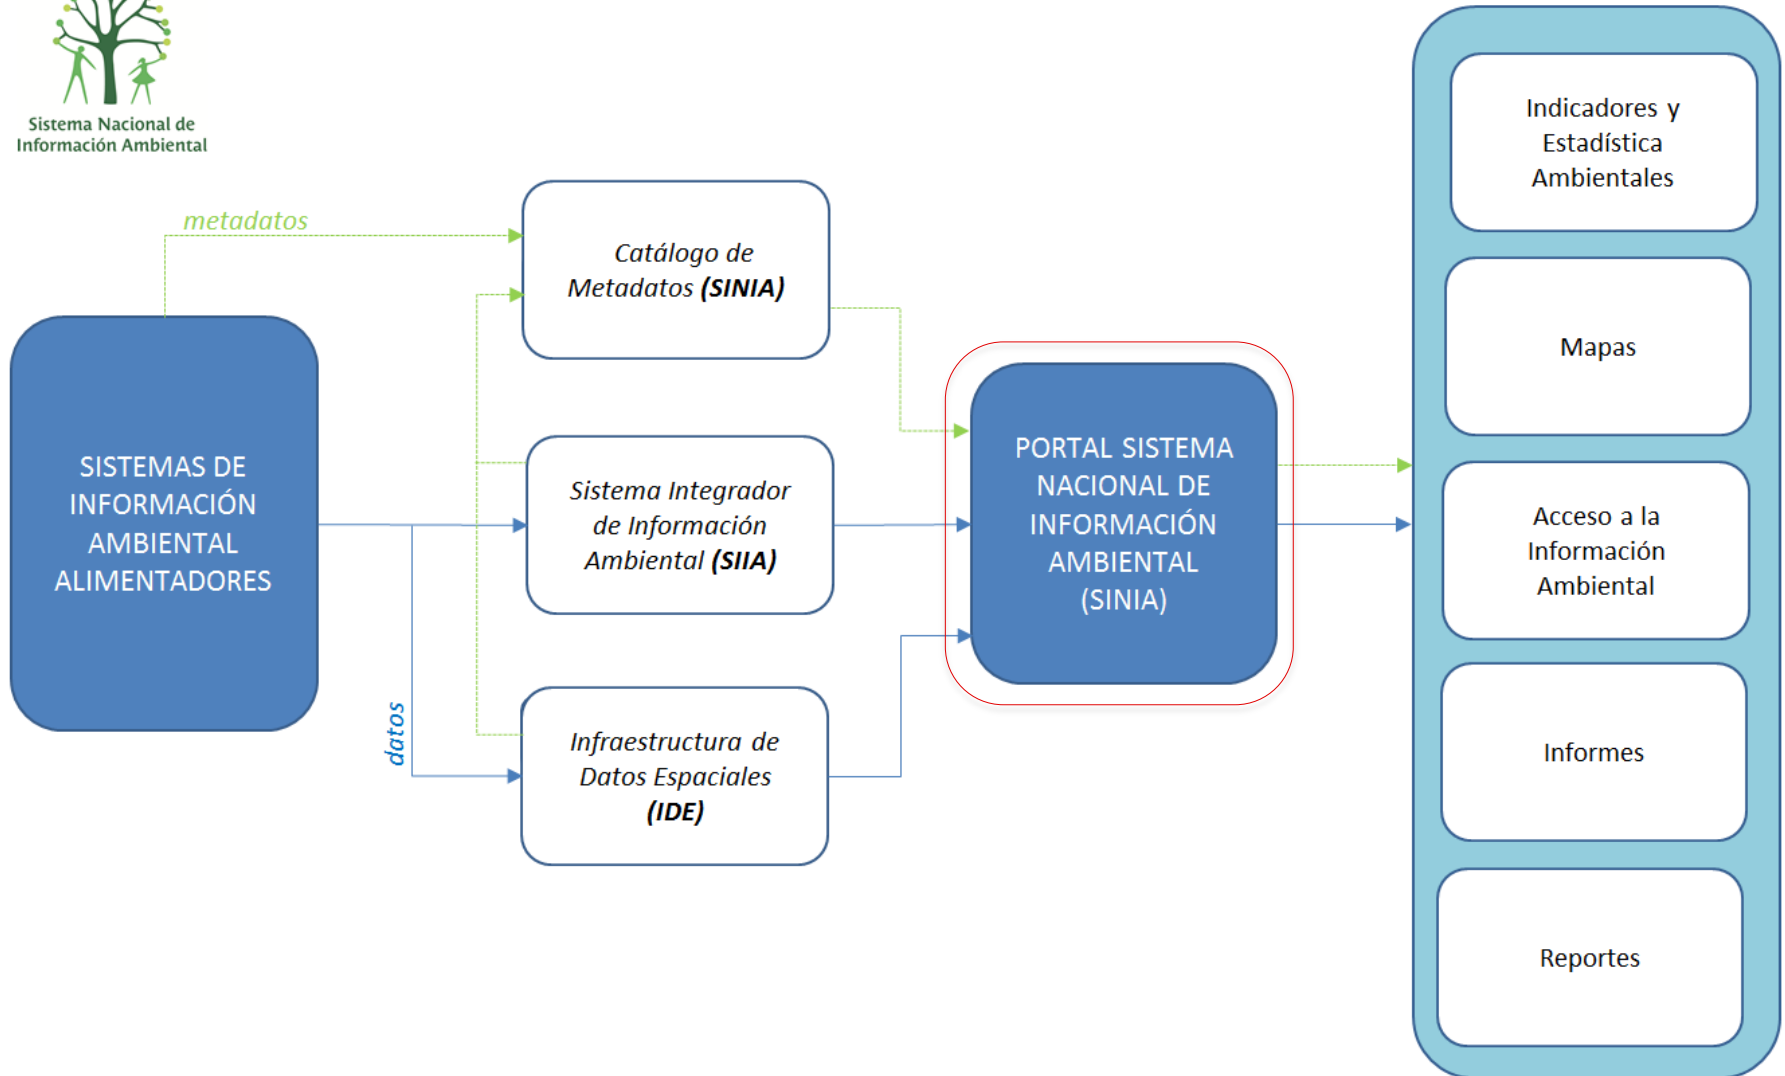 Sistema Nacional de
Información Ambiental
metadatos
SISTEMAS DE
INFORMACIÓN
AMBIENTAL
ALIMENTADORES
datos
Catálogo de
Metadatos (SINIA)
Sistema Integrador
de Información
Ambiental (SIIA)
Infraestructura de
Datos Espaciales
(IDE)
PORTAL SISTEMA
NACIONAL DE
INFORMACIÓN
AMBIENTAL
(SINIA)
Indicadores y
Estadística
Ambientales
Mapas
Acceso a la
Información
Ambiental
Informes
Reportes